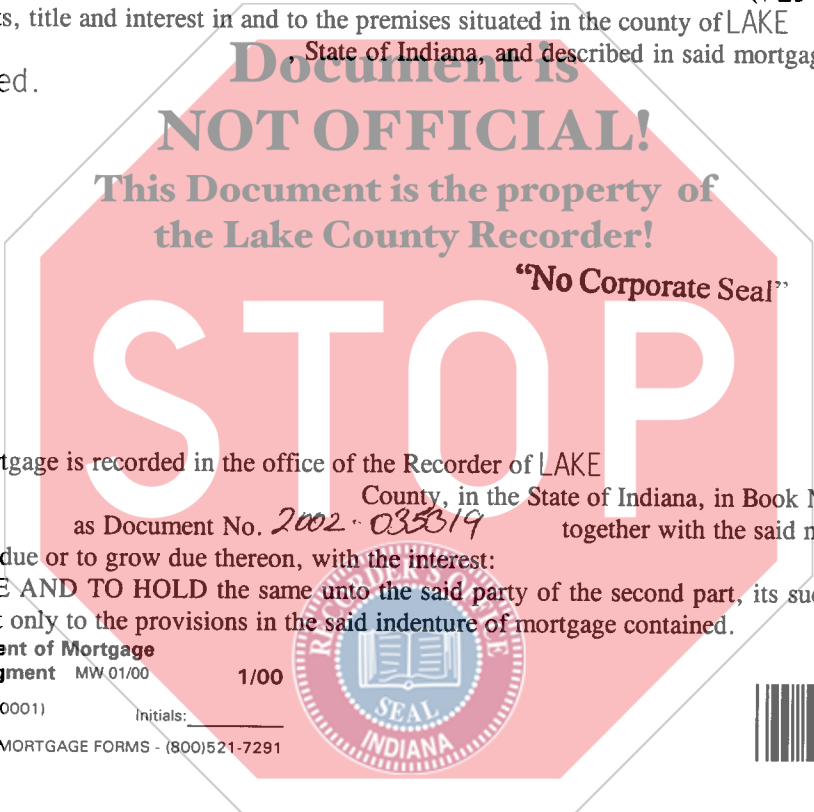 s, title and interest in and to the premises situated in the county of LAKE
, State of Indiana, and described in said mortgag
ed.
Document is
NOT OFFICIAL!
This Document is the property of
the Lake County Recorder!
"No Corporate Seal"
STOP
tgage is recorded in the office of the Recorder of LAKE
County, in the State of Indiana, in Book N
as Document No. 2002-035319 together with the said n
due or to grow due thereon, with the interest:
E AND TO HOLD the same unto the said party of the second part, its suc
t only to the provisions in the said indenture of mortgage contained.
ent of Mortgage
gment MW 01/00 1/00
0001) Initials:
MORTGAGE FORMS - (800)521-7291
RECORDER'S OFFICE
SEAL
INDIANA